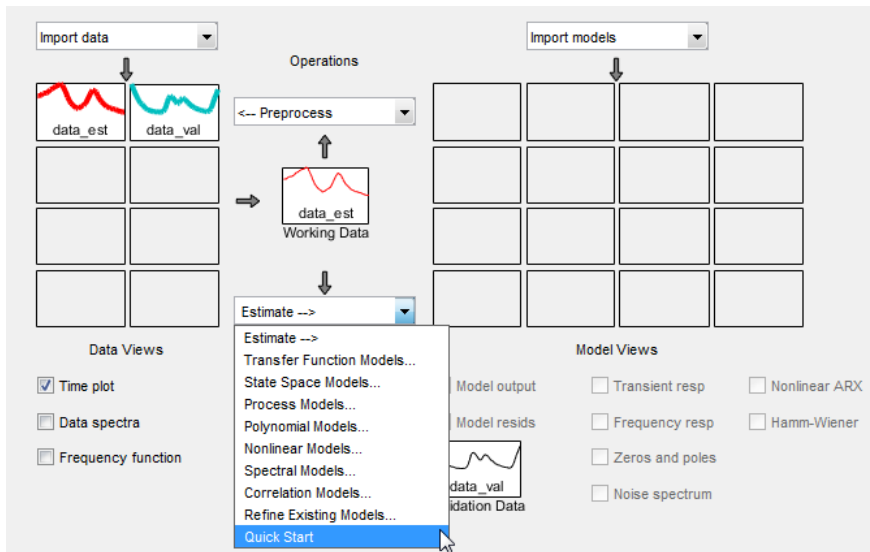 Import data
Import models
Operations
data_est
data_val
<-- Preprocess
data_est
Working Data
Estimate -->
Estimate -->
Transfer Function Models...
State Space Models...
Process Models...
Polynomial Models...
Nonlinear Models...
Spectral Models...
Correlation Models...
Refine Existing Models...
Quick Start
Data Views
Time plot
Data spectra
Frequency function
Model Views
Model output
Transient resp
Nonlinear ARX
Model resids
Frequency resp
Hamm-Wiener
Zeros and poles
data_val
idation Data
Noise spectrum